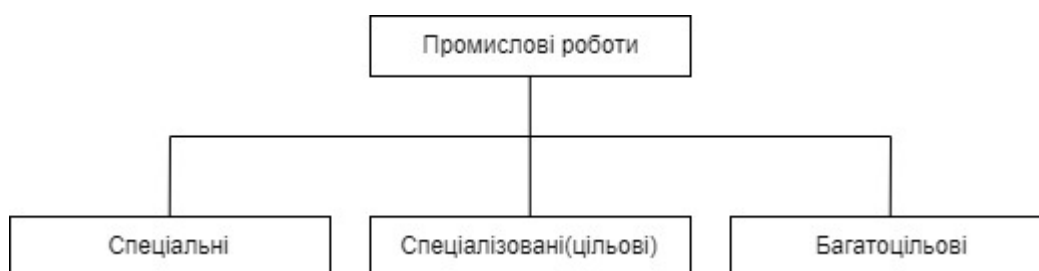 Промислові роботи
Спеціальні
Спеціалізовані(цільові)
Багатоцільові